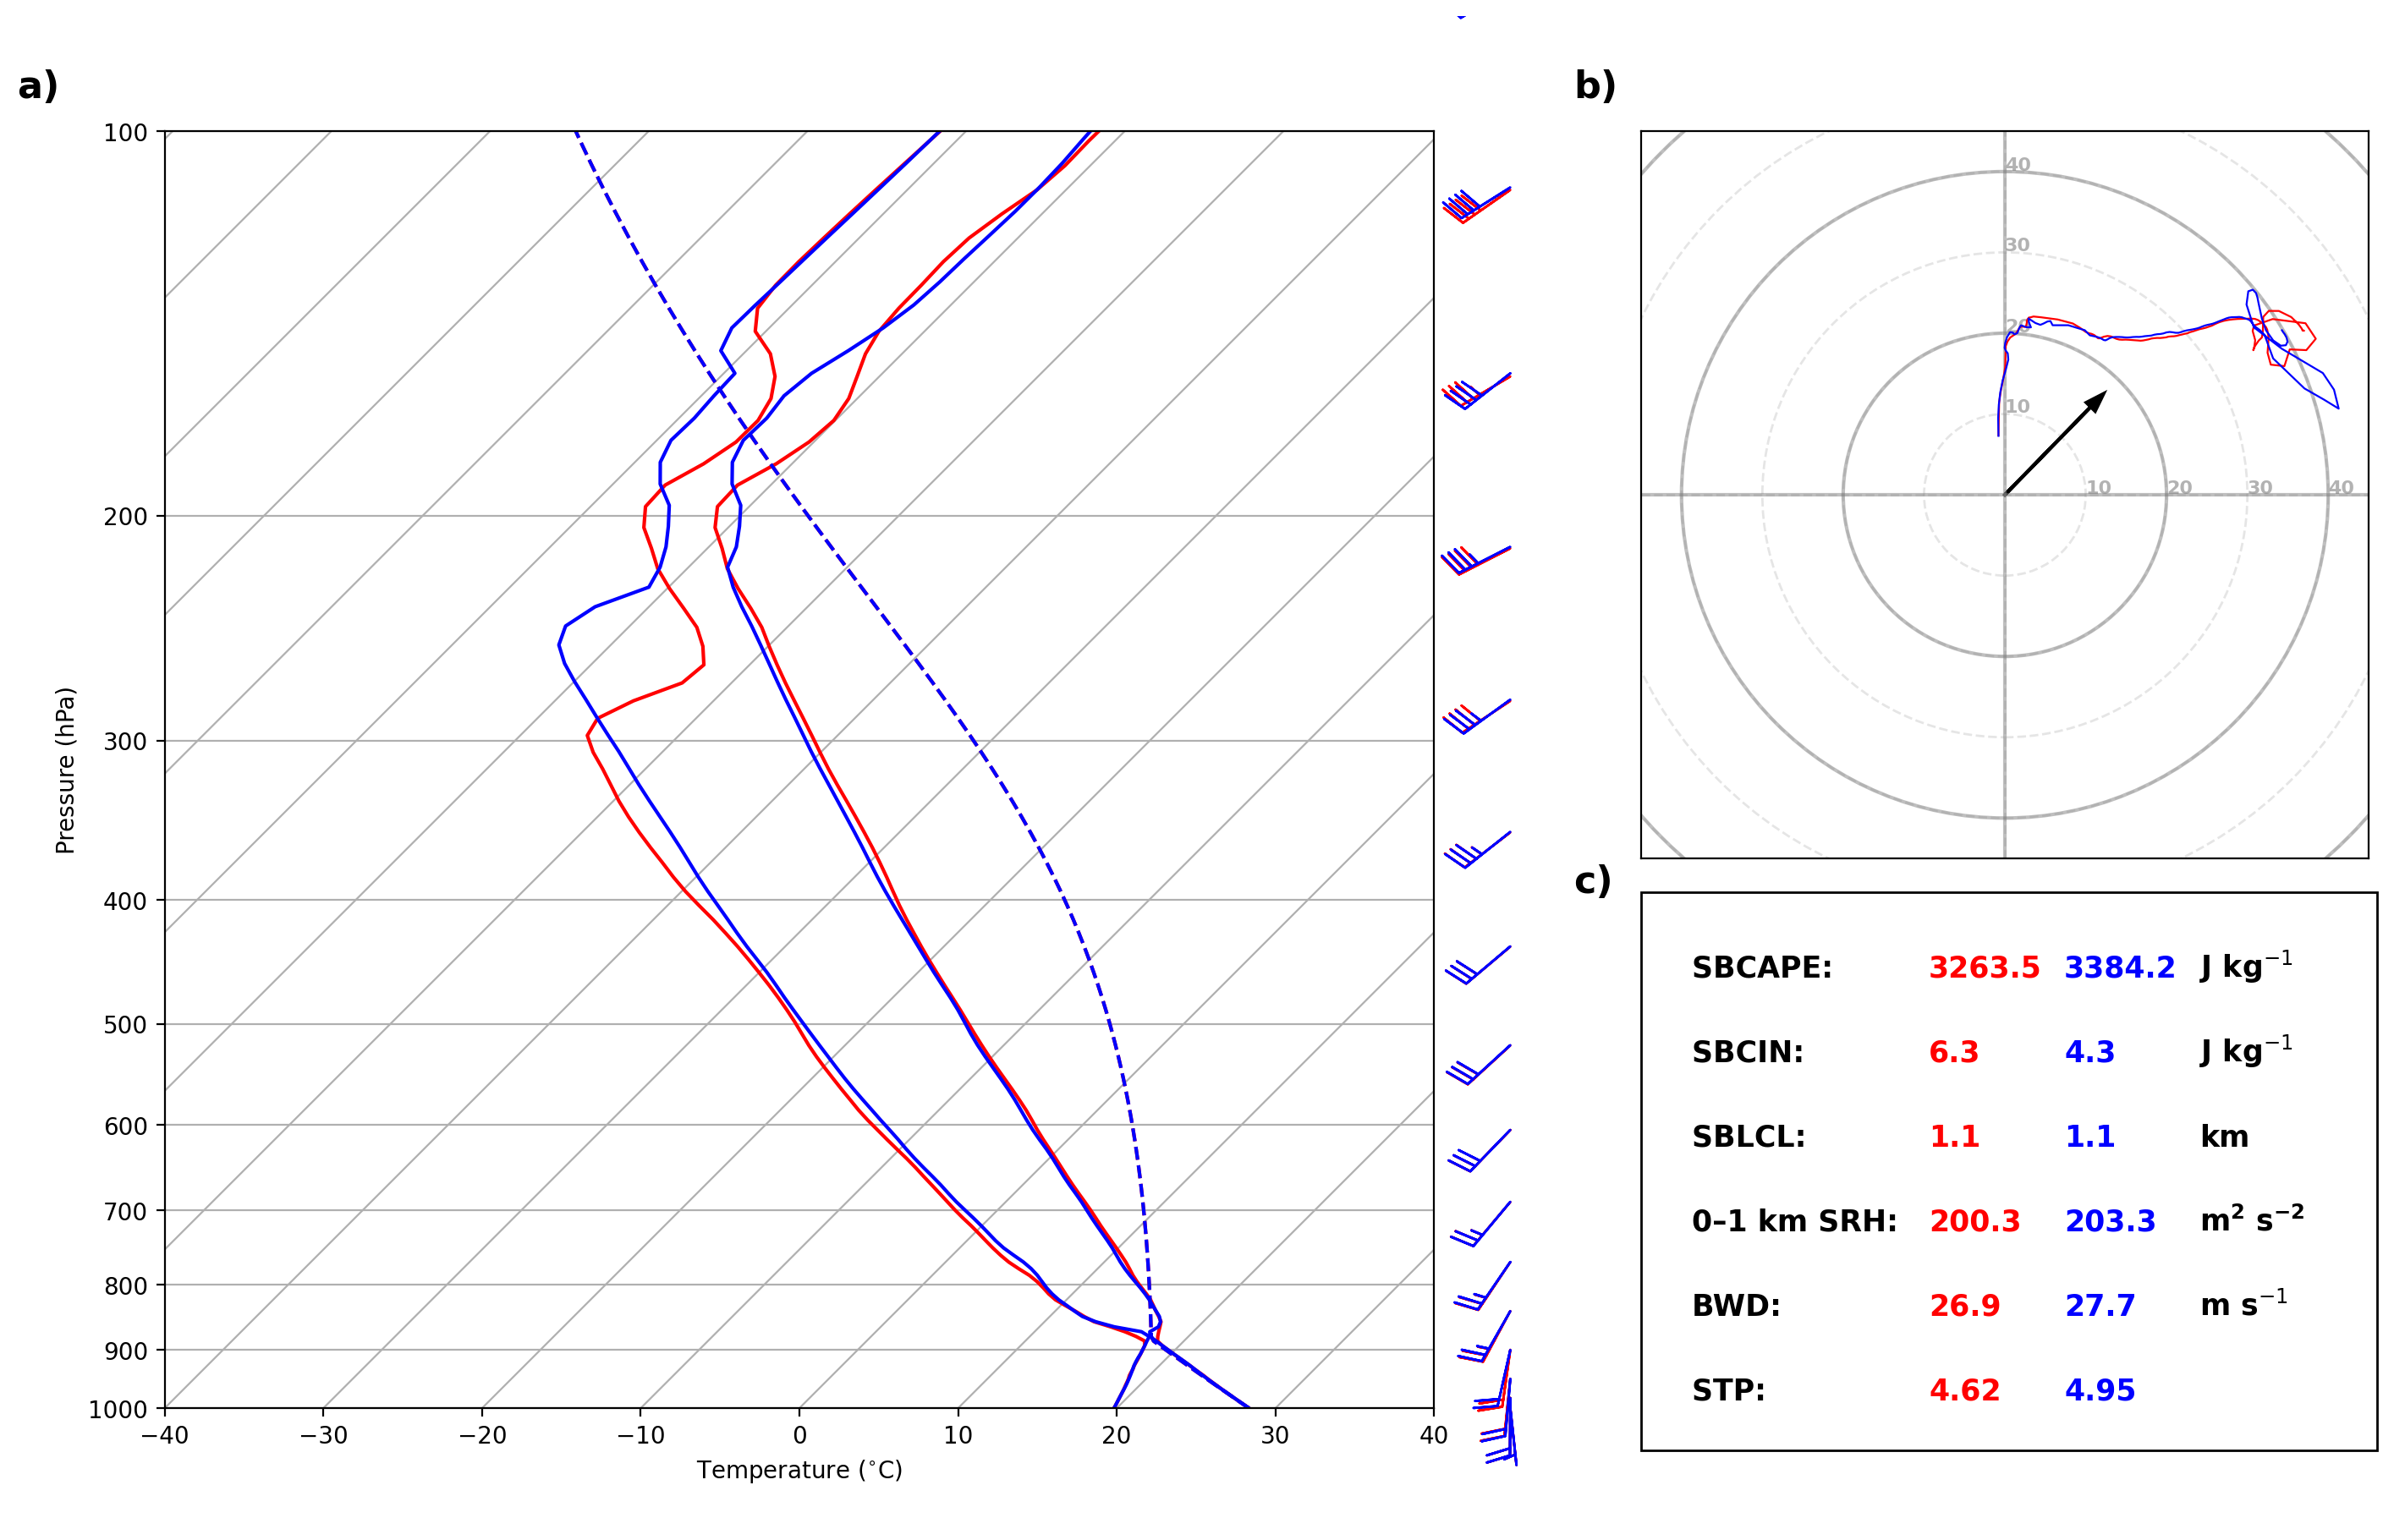 a)
b)
100
200
300
400
500
600
700
800
900
1000
Pressure (hPa)
−40
−30
−20
−10
0
10
20
30
40
Temperature (°C)
40
30
20
10
10
20
30
40
c)
SBCAPE: 3263.5 3384.2 J kg⁻¹
SBCIN: 6.3 4.3 J kg⁻¹
SBLCL: 1.1 1.1 km
0–1 km SRH: 200.3 203.3 m² s⁻²
BWD: 26.9 27.7 m s⁻¹
STP: 4.62 4.95